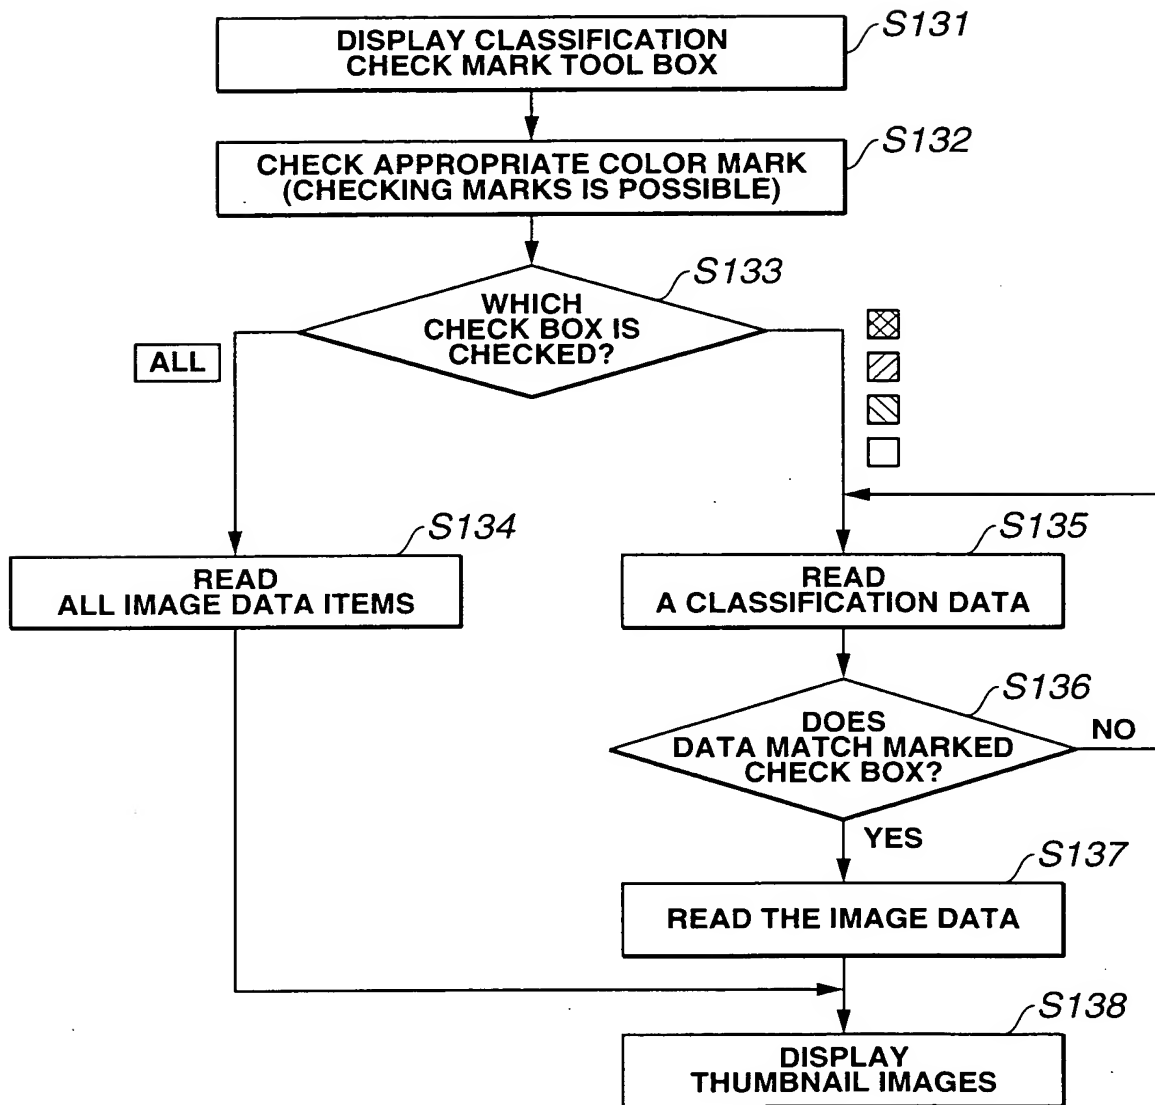 S131
DISPLAY CLASSIFICATION
CHECK MARK TOOL BOX
S132
CHECK APPROPRIATE COLOR MARK
(CHECKING MARKS IS POSSIBLE)
S133
WHICH
CHECK BOX IS
CHECKED?
ALL
S134
READ
ALL IMAGE DATA ITEMS
S135
READ
A CLASSIFICATION DATA
S136
DOES
DATA MATCH MARKED
CHECK BOX?
NO
YES
S137
READ THE IMAGE DATA
S138
DISPLAY
THUMBNAIL IMAGES